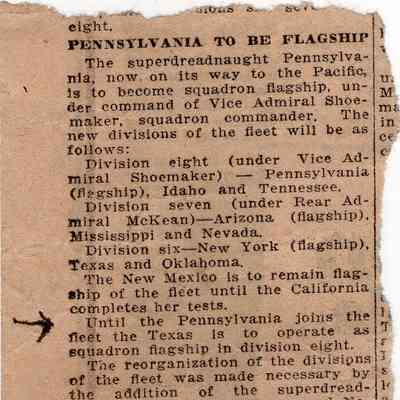 eight.
PENNSYLVANIA TO BE FLAGSHIP
The superdreadnaught Pennsylva-
nia, now on its way to the Pacific,
is to become squadron flagship, un-
der command of Vice Admiral Shoe-
maker, squadron commander. The
new divisions of the fleet will be as
follows:
Division eight (under Vice Ad-
miral Shoemaker) — Pennsylvania
(flagship), Idaho and Tennessee.
Division seven (under Rear Ad-
miral McKean)—Arizona (flagship),
Mississippi and Nevada.
Division six—New York (flagship),
Texas and Oklahoma.
The New Mexico is to remain flag-
ship of the fleet until the California
completes her tests.
Until the Pennsylvania joins the
fleet the Texas is to operate as
squadron flagship in division eight.
The reorganization of the divisions
of the fleet was made necessary by
the addition of the superdread-